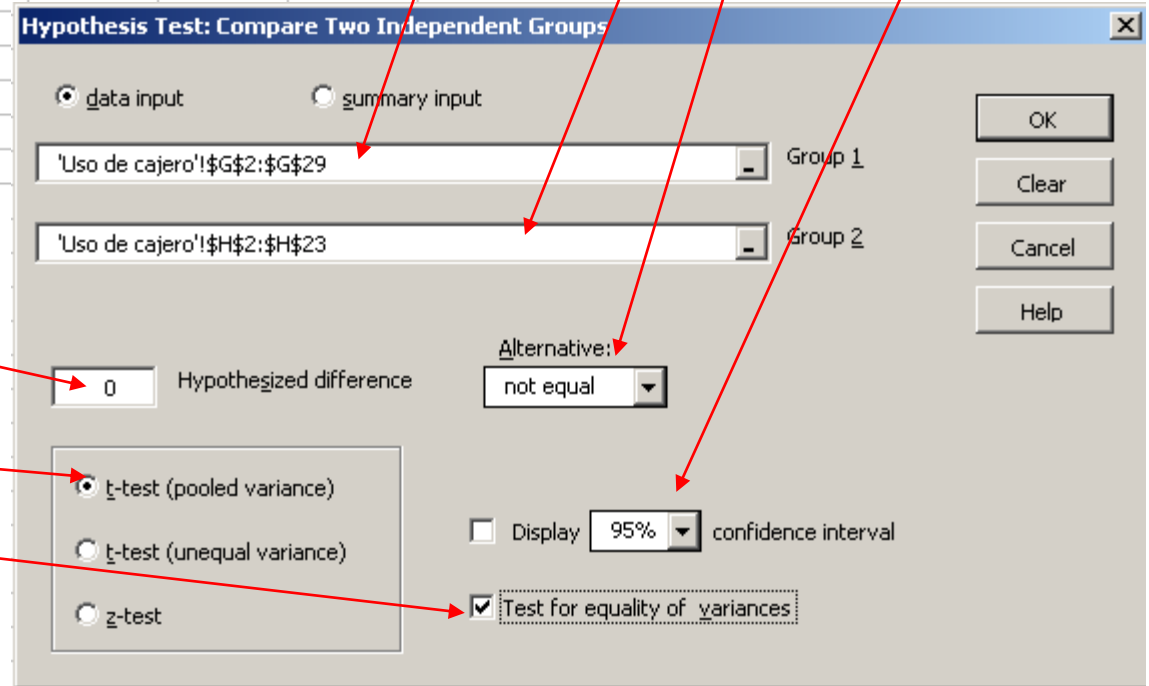 Hypothesis Test: Compare Two Independent Groups
data input
summary input
OK
'Uso de cajero'!$G$2:$G$29
Group 1
Clear
'Uso de cajero'!$H$2:$H$23
Group 2
Cancel
Help
Alternative:
0 Hypothesized difference
not equal
t-test (pooled variance)
Display 95% confidence interval
t-test (unequal variance)
Test for equality of variances
z-test